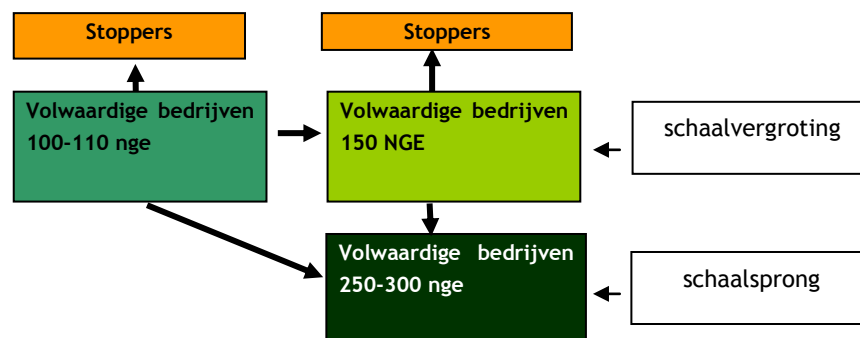 Stoppers
Stoppers
Volwaardige bedrijven
100-110 nge
Volwaardige bedrijven
150 NGE
schaalvergroting
Volwaardige bedrijven
250-300 nge
schaalsprong